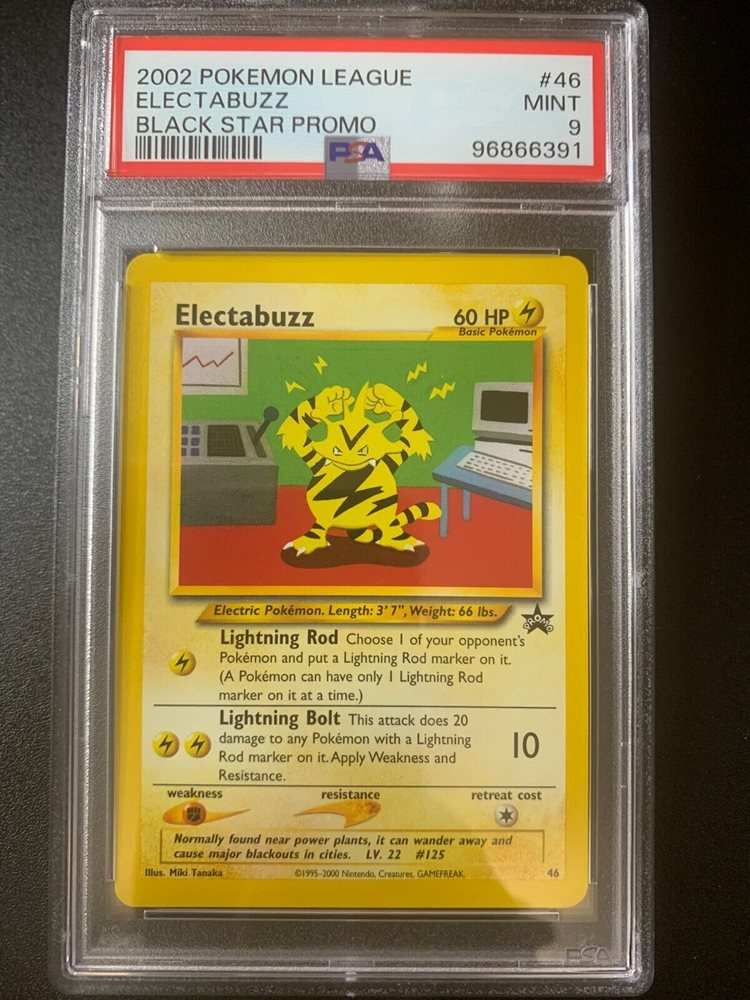 2002 POKEMON LEAGUE #46
ELECTABUZZ MINT
BLACK STAR PROMO 9
PSA 96866391
Electabuzz 60 HP
Basic Pokémon
Electric Pokémon. Length: 3' 7", Weight: 66 lbs.
PROMO
Lightning Rod Choose 1 of your opponent's
Pokémon and put a Lightning Rod marker on it.
(A Pokémon can have only 1 Lightning Rod
marker on it at a time.)
Lightning Bolt This attack does 20
damage to any Pokémon with a Lightning
Rod marker on it. Apply Weakness and
Resistance.
10
weakness resistance retreat cost
Normally found near power plants, it can wander away and
cause major blackouts in cities. LV. 22 #125
Illus. Miki Tanaka ©1995-2000 Nintendo, Creatures, GAMEFREAK. 46
PSA